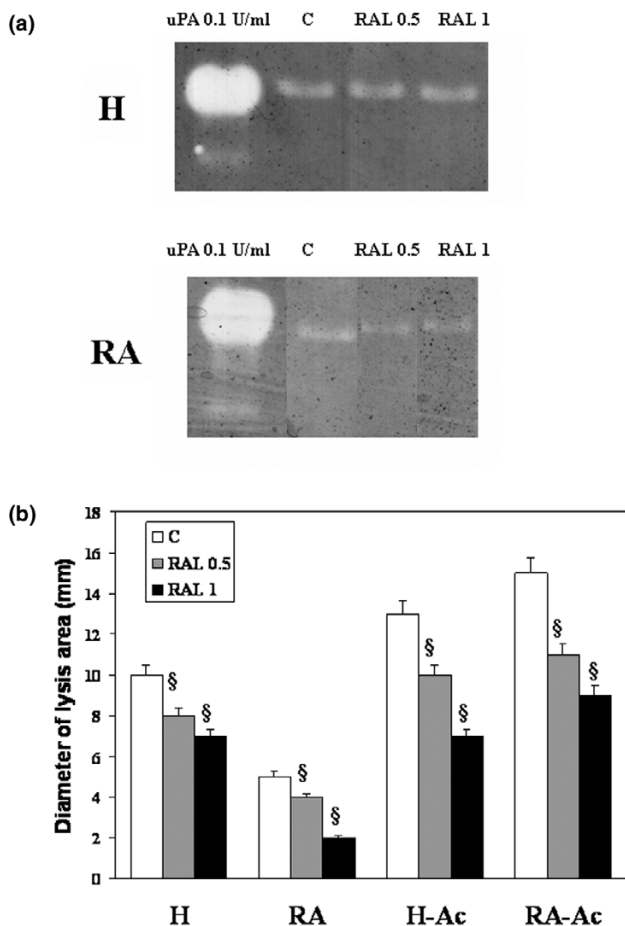 (a)
uPA 0.1 U/ml C RAL 0.5 RAL 1
H
uPA 0.1 U/ml C RAL 0.5 RAL 1
RA
(b)
18
16
14
12
10
8
6
4
2
0
Diameter of lysis area (mm)
C
RAL 0.5
RAL 1
§ § § § § § § §
H RA H-Ac RA-Ac